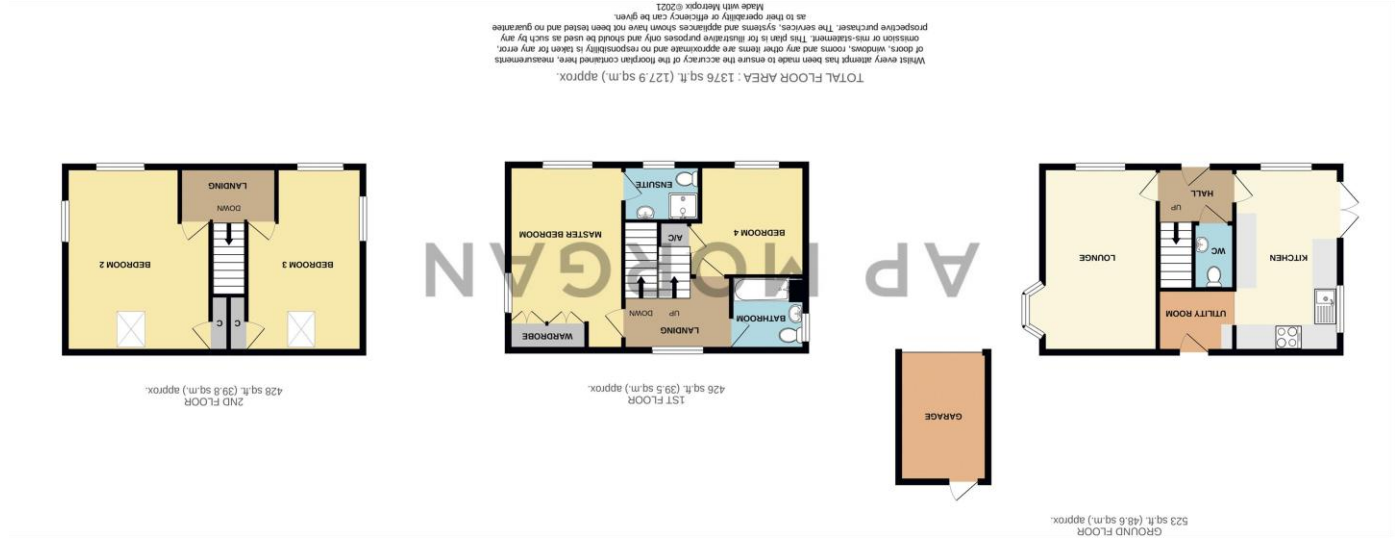 GROUND FLOOR
523 sq.ft. (48.6 sq.m.) approx.
GARAGE
UTILITY ROOM
KITCHEN
LOUNGE
WC
UP
HALL
1ST FLOOR
426 sq.ft. (39.5 sq.m.) approx.
WARDROBE
LANDING
BATHROOM
UP
DOWN
MASTER BEDROOM
BEDROOM 4
A/C
ENSUITE
2ND FLOOR
428 sq.ft. (39.8 sq.m.) approx.
C
C
BEDROOM 3
BEDROOM 2
DOWN
LANDING
AP MORGAN
TOTAL FLOOR AREA : 1376 sq.ft. (127.9 sq.m.) approx.
Whilst every attempt has been made to ensure the accuracy of the floorplan contained here, measurements
of doors, windows, rooms and any other items are approximate and no responsibility is taken for any error,
omission or mis-statement. This plan is for illustrative purposes only and should be used as such by any
prospective purchaser. The services, systems and appliances shown have not been tested and no guarantee
as to their operability or efficiency can be given.
Made with Metropix ©2021